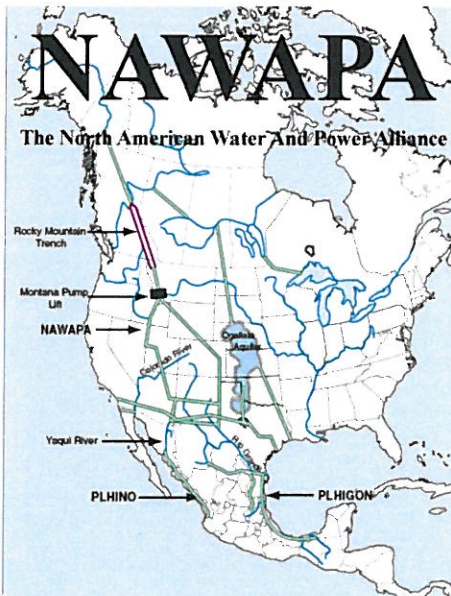 NAWAPA
The North American Water And Power Alliance
Rocky Mountain
Trench
Montana Pump
Lift
NAWAPA
Ogallala
Aquifer
Colorado River
Yaqui River
Rio Grande
PLHINO
PLHIGON